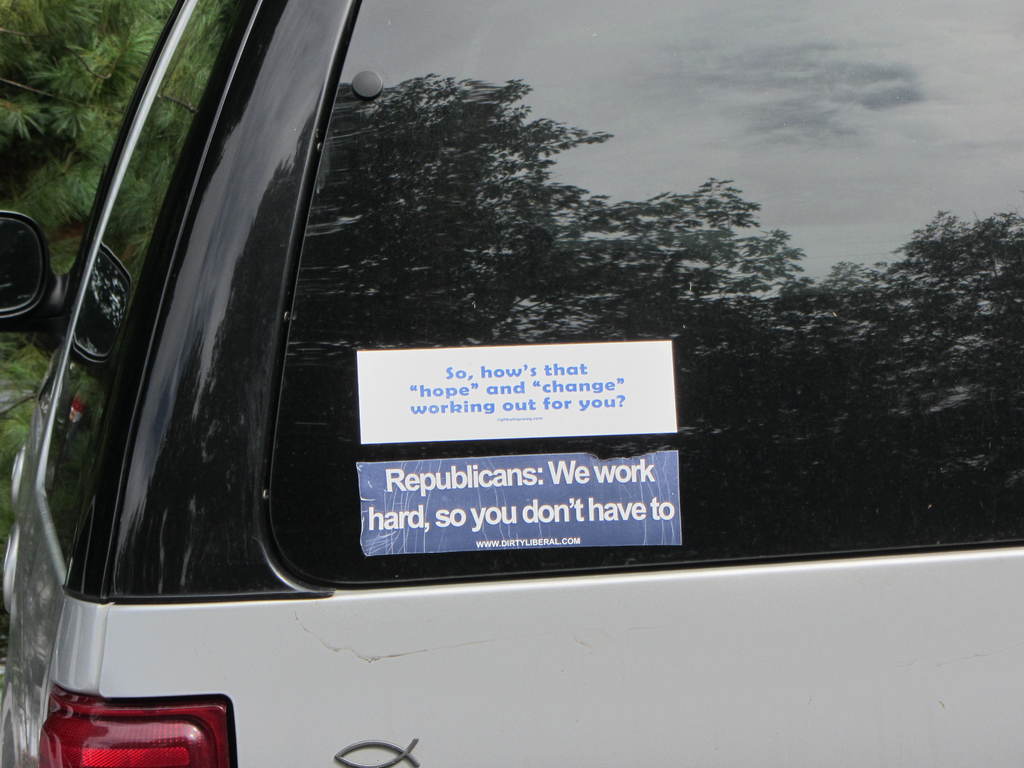 So, how's that
"hope" and "change"
working out for you?
Republicans: We work
hard, so you don't have to
WWW.DIRTYLIBERAL.COM